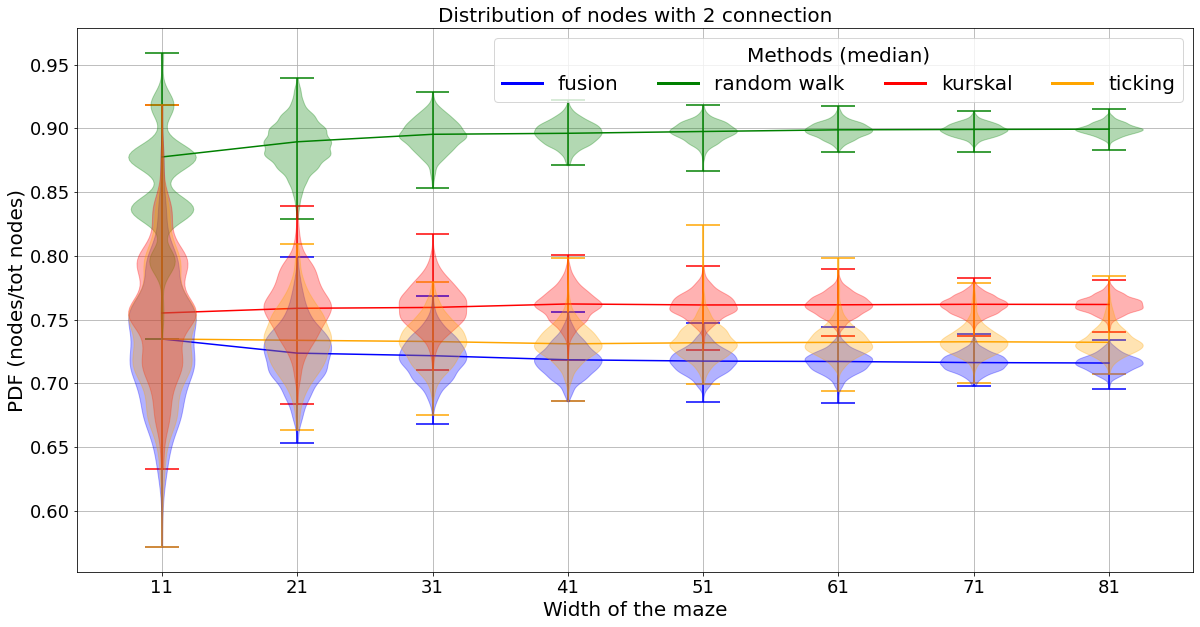 Distribution of nodes with 2 connection
Methods (median)
fusion random walk kurskal ticking
PDF (nodes/tot nodes)
0.95
0.90
0.85
0.80
0.75
0.70
0.65
0.60
11 21 31 41 51 61 71 81
Width of the maze